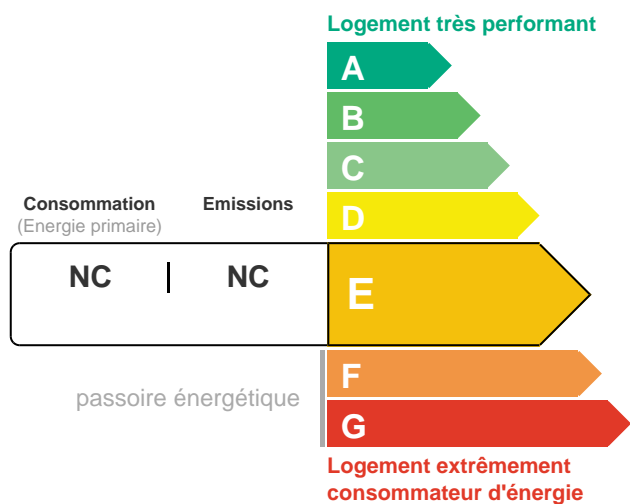 Logement très performant
A
B
C
Consommation Emissions
(Energie primaire)
D
NC | NC
E
F
passoire énergétique
G
Logement extrêmement
consommateur d'énergie